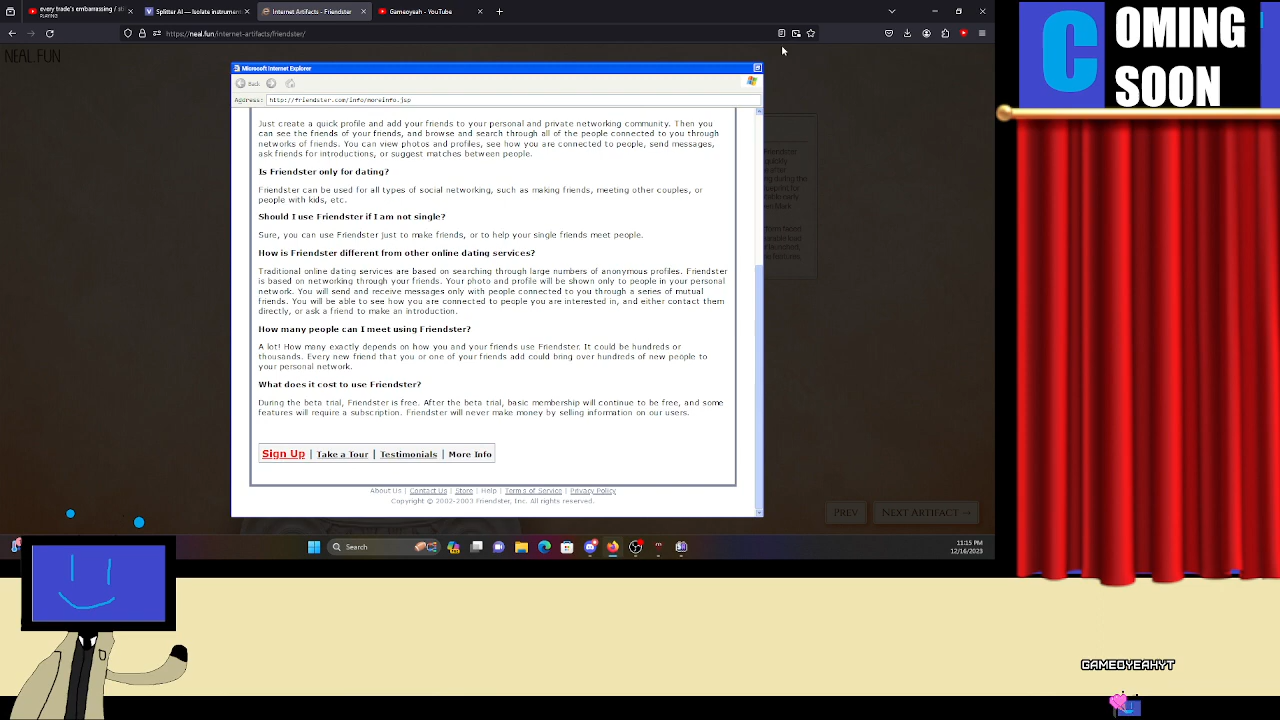 every trade's embarrassing / st
PLAYING
Splitter AI — Isolate instrument
Internet Artifacts - Friendster
Gameoyeah - YouTube
https://neal.fun/internet-artifacts/friendster/
NEAL.FUN
Microsoft Internet Explorer
Back
Address: http://friendster.com/info/moreinfo.jsp
Just create a quick profile and add your friends to your personal and private networking community. Then you
can see the friends of your friends, and browse and search through all of the people connected to you through
networks of friends. You can view photos and profiles, see how you are connected to people, send messages,
ask friends for introductions, or suggest matches between people.
Is Friendster only for dating?
Friendster can be used for all types of social networking, such as making friends, meeting other couples, or
people with kids, etc.
Should I use Friendster if I am not single?
Sure, you can use Friendster just to make friends, or to help your single friends meet people.
How is Friendster different from other online dating services?
Traditional online dating services are based on searching through large numbers of anonymous profiles. Friendster
is based on networking through your friends. Your photo and profile will be shown only to people in your personal
network. You will send and receive messages only with people connected to you through a series of mutual
friends. You will be able to see how you are connected to people you are interested in, and either contact them
directly, or ask a friend to make an introduction.
How many people can I meet using Friendster?
A lot! How many exactly depends on how you and your friends use Friendster. It could be hundreds or
thousands. Every new friend that you or one of your friends add could bring over hundreds of new people to
your personal network.
What does it cost to use Friendster?
During the beta trial, Friendster is free. After the beta trial, basic membership will continue to be free, and some
features will require a subscription. Friendster will never make money by selling information on our users.
Sign Up | Take a Tour | Testimonials | More Info
About Us | Contact Us | Store | Help | Terms of Service | Privacy Policy
Copyright © 2002-2003 Friendster, Inc. All rights reserved.
PREV
NEXT ARTIFACT →
Search
11:15 PM
12/16/2023
COMING
SOON
GAMEOYEAHYT